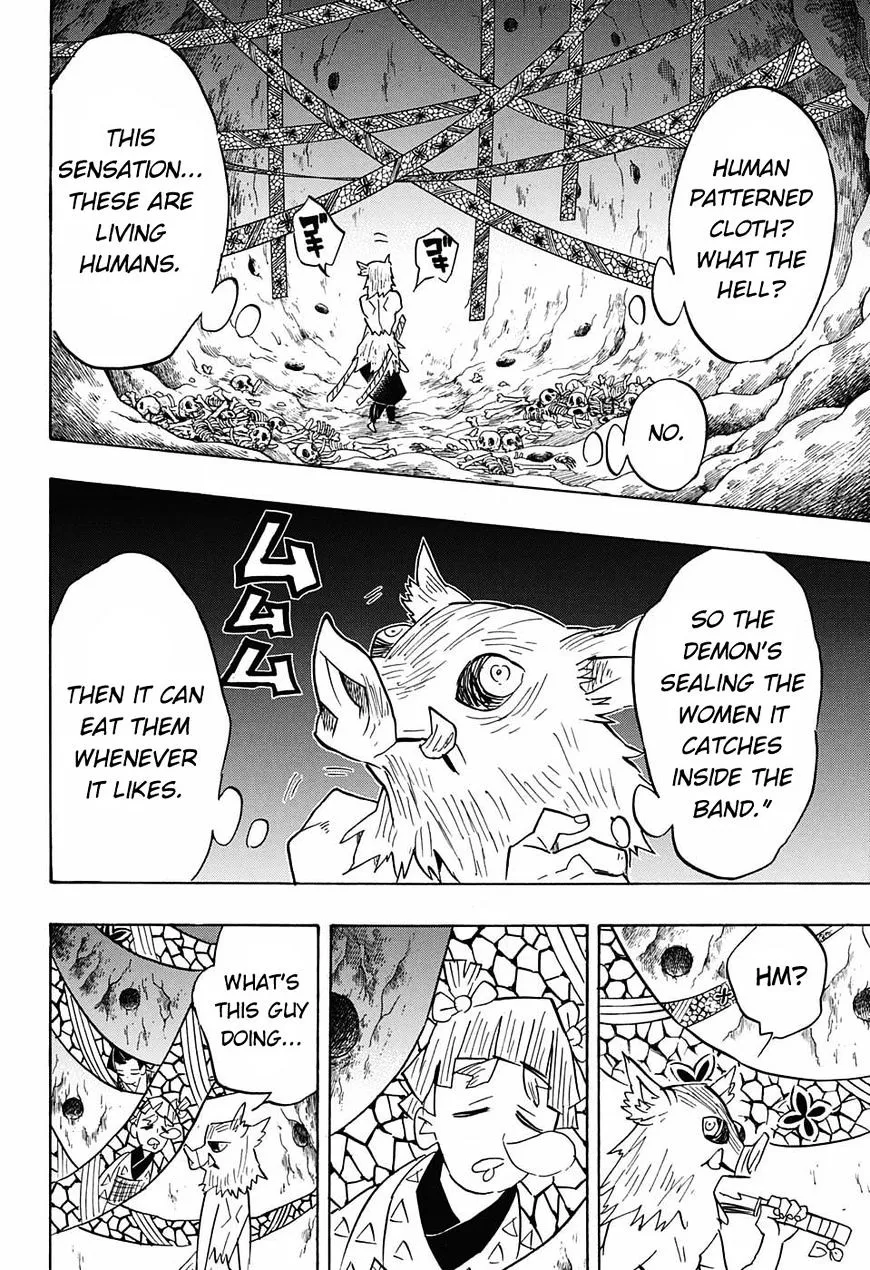 HUMAN
PATTERNED
CLOTH?
WHAT THE
HELL?
NO.
ゴキ
ゴキ
THIS
SENSATION...
THESE ARE
LIVING
HUMANS.
SO THE
DEMON'S
SEALING THE
WOMEN IT
CATCHES
INSIDE THE
BAND."
ムムム
THEN IT CAN
EAT THEM
WHENEVER
IT LIKES.
HM?
WHAT'S
THIS GUY
DOING...